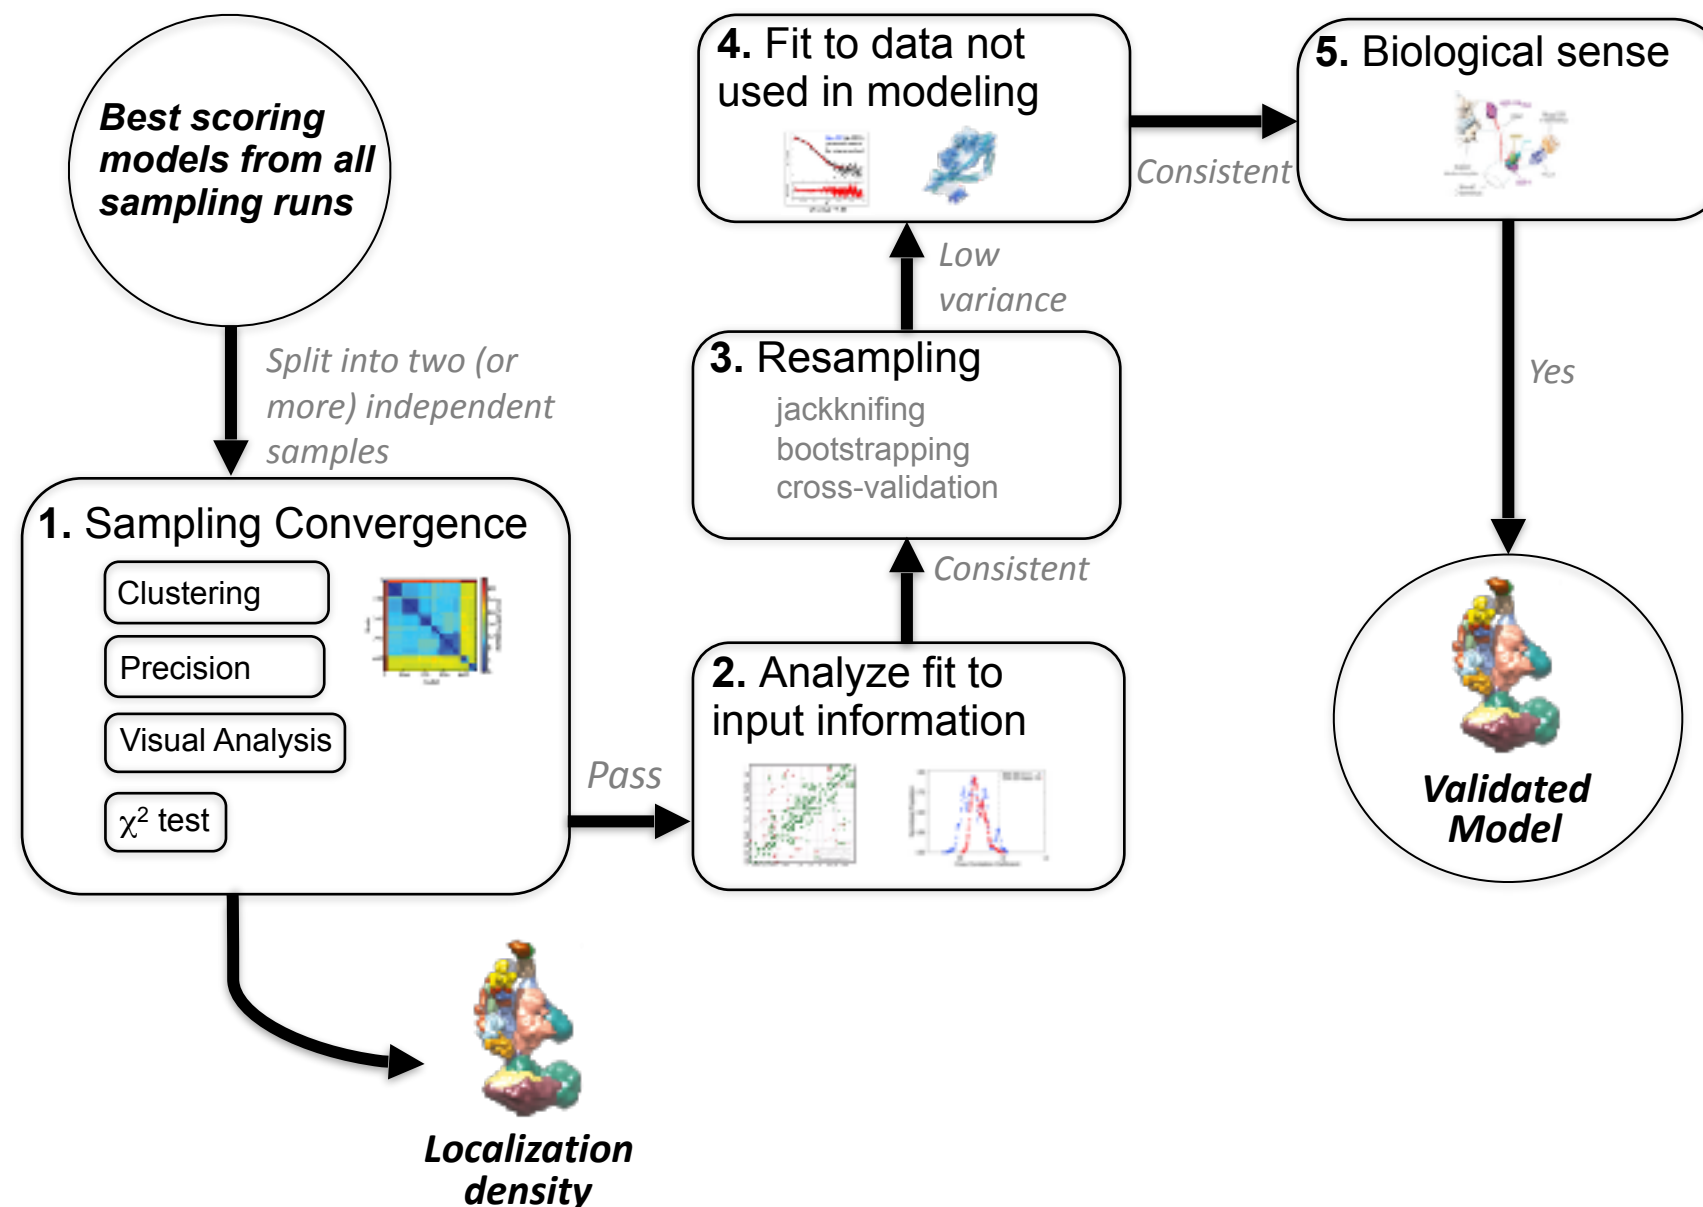 Best scoring
models from all
sampling runs
Split into two (or
more) independent
samples
1. Sampling Convergence
Clustering
Precision
Visual Analysis
χ² test
Pass
Localization
density
2. Analyze fit to
input information
Consistent
3. Resampling
jackknifing
bootstrapping
cross-validation
Low
variance
4. Fit to data not
used in modeling
Consistent
5. Biological sense
Yes
Validated
Model